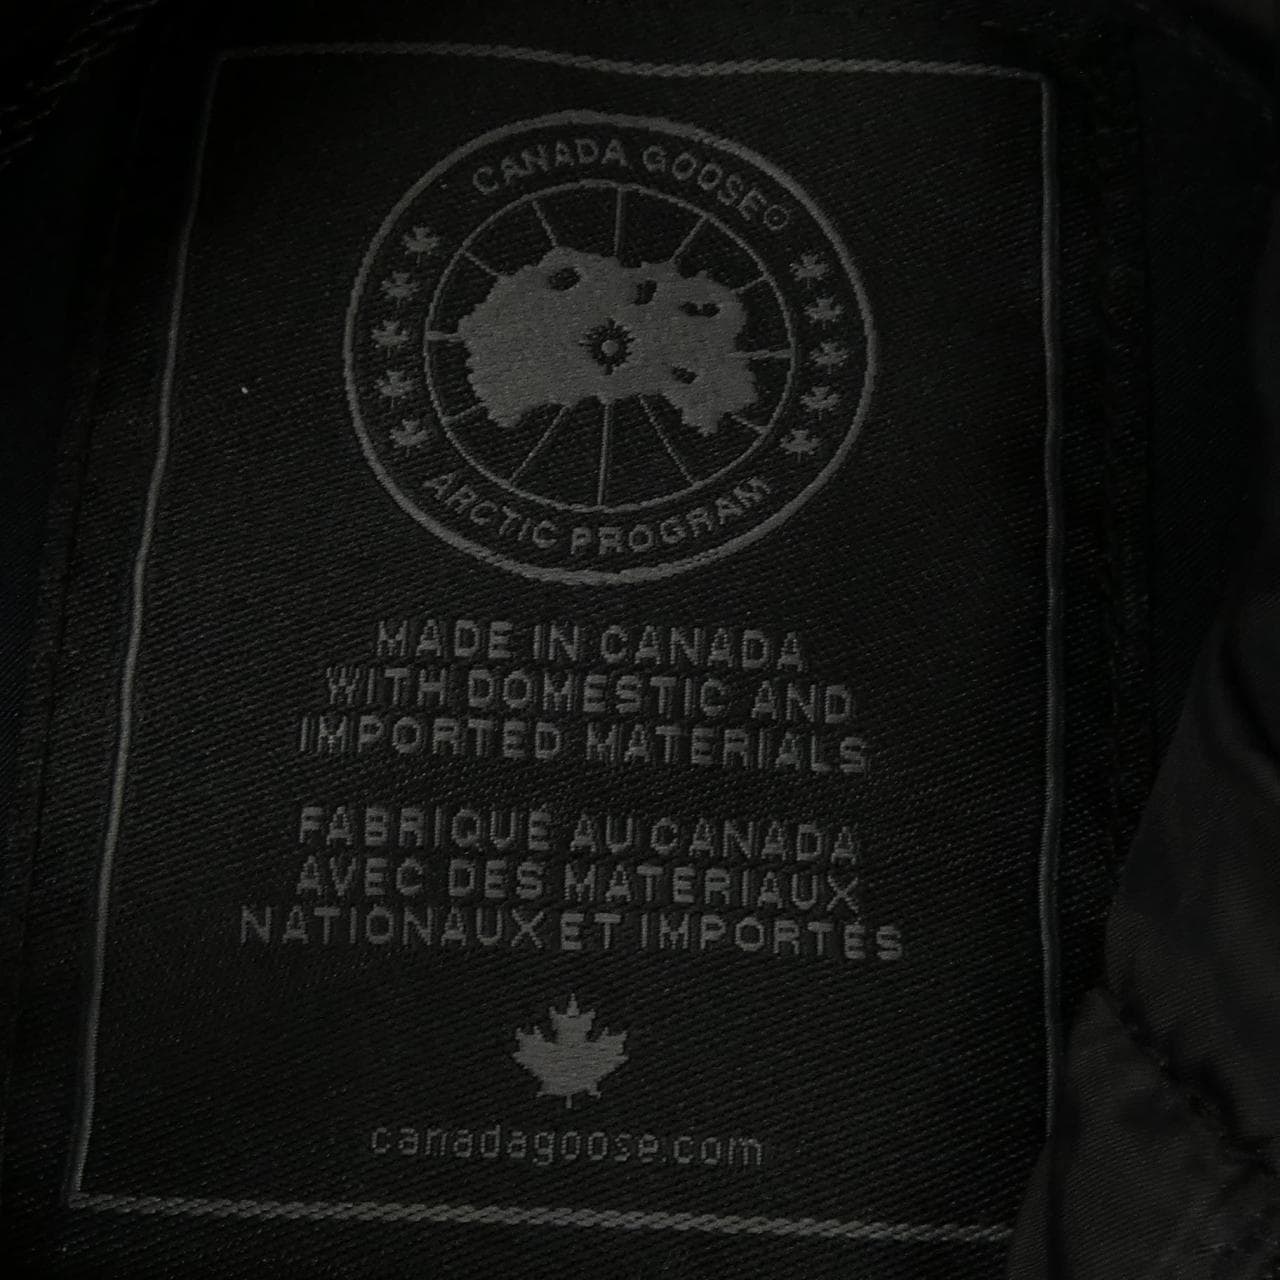 CANADA GOOSE®
ARCTIC PROGRAM
MADE IN CANADA
WITH DOMESTIC AND
IMPORTED MATERIALS
FABRIQUÉ AU CANADA
AVEC DES MATERIAUX
NATIONAUX ET IMPORTÉS
canadagoose.com